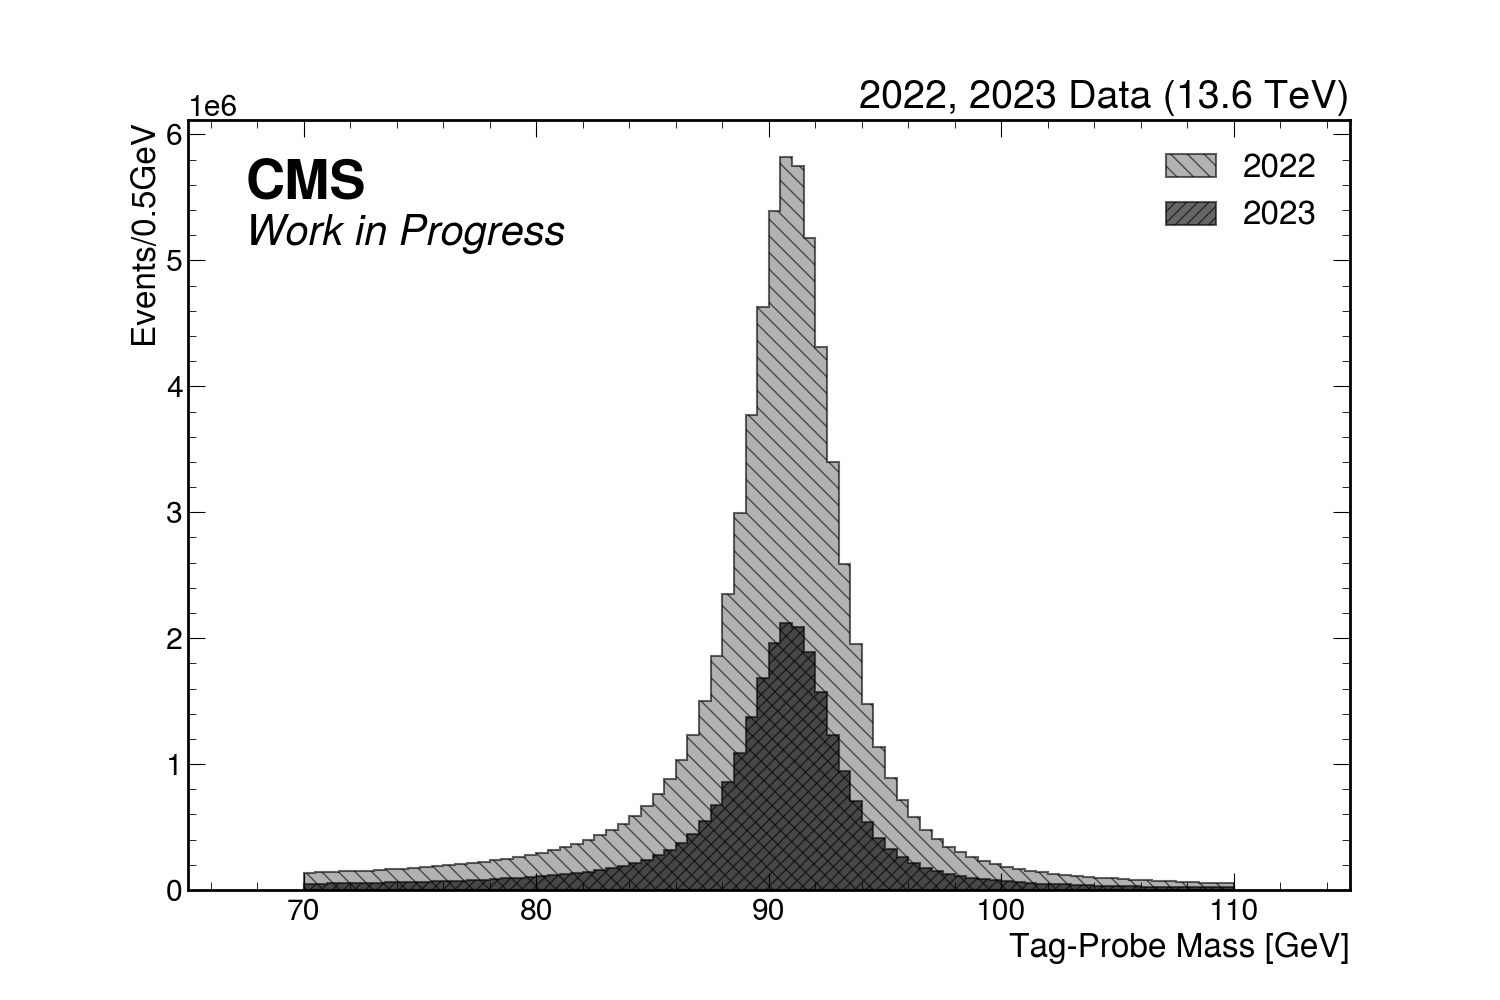 2022, 2023 Data (13.6 TeV)
1e6
CMS
Work in Progress
2022
2023
Events/0.5GeV
6
5
4
3
2
1
0
70 80 90 100 110
Tag-Probe Mass [GeV]